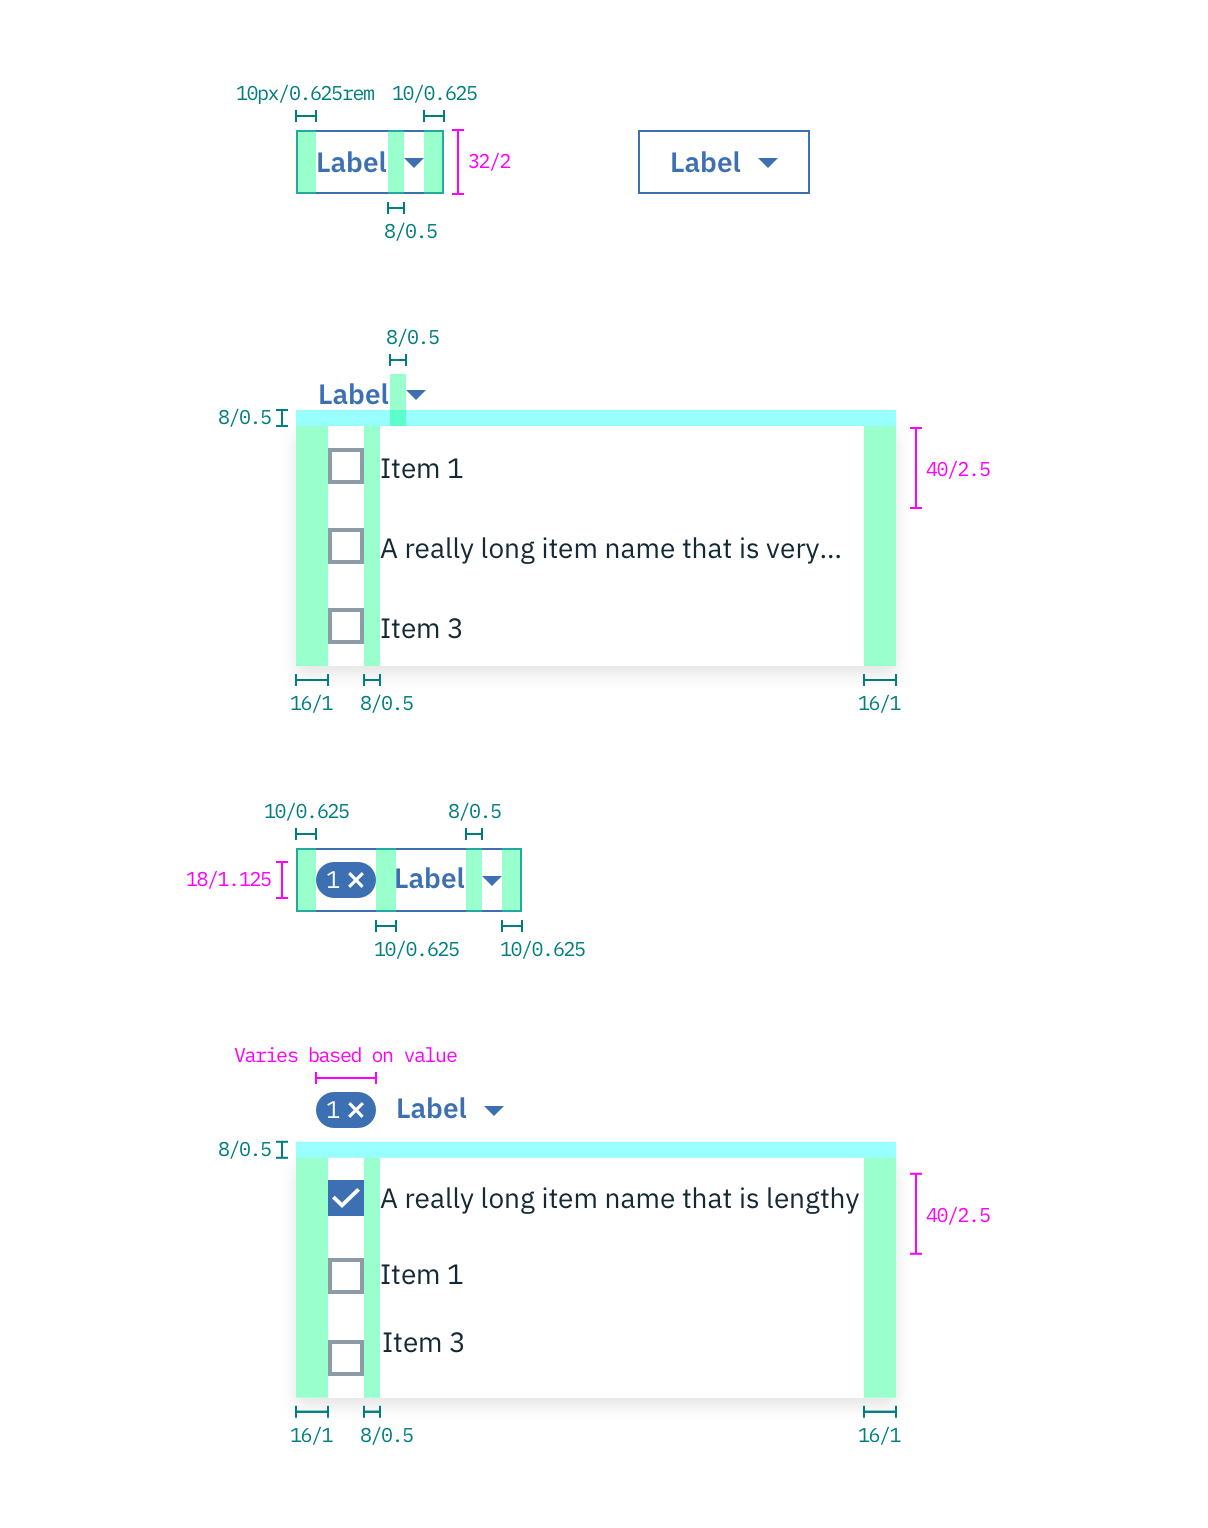 10px/0.625rem 10/0.625
Label 32/2 Label
8/0.5
8/0.5
Label
8/0.5
Item 1 40/2.5
A really long item name that is very...
Item 3
16/1 8/0.5 16/1
10/0.625 8/0.5
18/1.125 1 Label
10/0.625 10/0.625
Varies based on value
1 Label
8/0.5
A really long item name that is lengthy
40/2.5
Item 1
Item 3
16/1 8/0.5 16/1